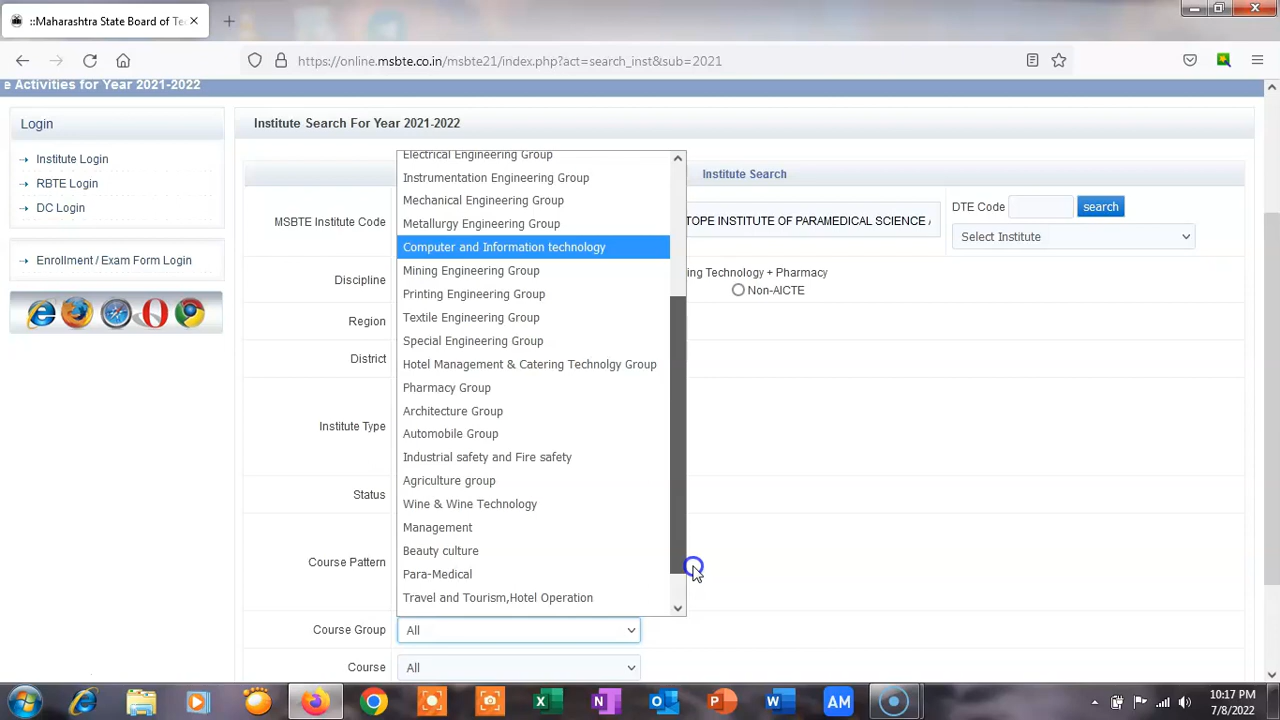 ::Maharashtra State Board of Te
https://online.msbte.co.in/msbte21/index.php
ct=search_inst&sub=2021
e Activities for Year 2021-2022
Login
Institute Login
RBTE Login
DC Login
Enrollment / Exam Form Login
Institute Search For Year 2021-2022
Institute Search
MSBTE Institute Code
TOPE INSTITUTE OF PARAMEDICAL SCIENCE
DTE Code
search
Select Institute
Discipline
ing Technology + Pharmacy
Non-AICTE
Region
District
Institute Type
Status
Course Pattern
Electrical Engineering Group
Instrumentation Engineering Group
Mechanical Engineering Group
Metallurgy Engineering Group
Computer and Information technology
Mining Engineering Group
Printing Engineering Group
Textile Engineering Group
Special Engineering Group
Hotel Management & Catering Technolgy Group
Pharmacy Group
Architecture Group
Automobile Group
Industrial safety and Fire safety
Agriculture group
Wine & Wine Technology
Management
Beauty culture
Para-Medical
Travel and Tourism,Hotel Operation
Course Group
All
Course
All
AM
10:17 PM
7/8/2022